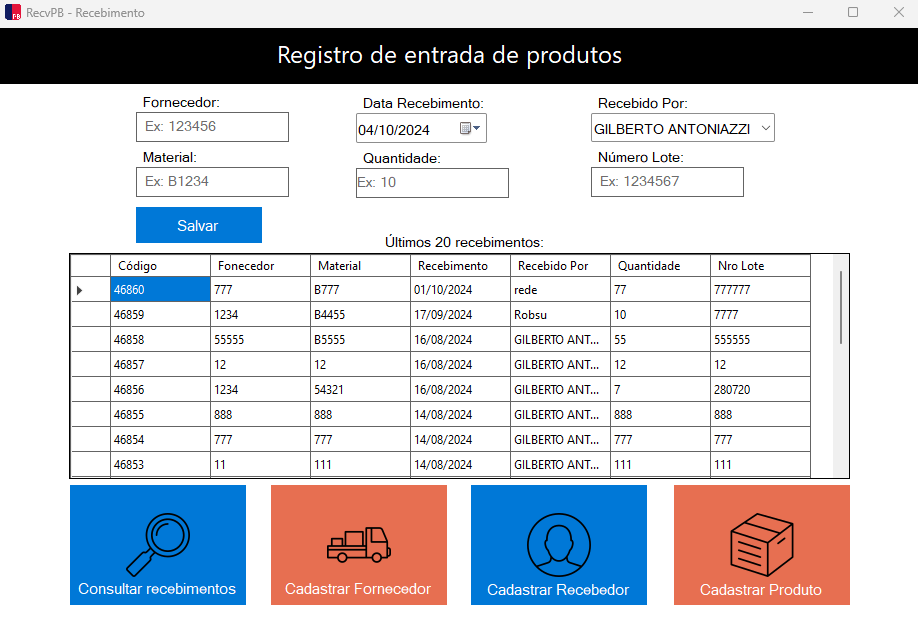 RecvPB - Recebimento
Registro de entrada de produtos
Fornecedor: Data Recebimento: Recebido Por:
Ex: 123456 04/10/2024 GILBERTO ANTONIAZZI
Material: Quantidade: Número Lote:
Ex: B1234 Ex: 10 Ex: 1234567
Salvar
Últimos 20 recebimentos:
Código Fonecedor Material Recebimento Recebido Por Quantidade Nro Lote
46860 777 B777 01/10/2024 rede 77 777777
46859 1234 B4455 17/09/2024 Robsu 10 7777
46858 55555 B5555 16/08/2024 GILBERTO ANT... 55 555555
46857 12 12 16/08/2024 GILBERTO ANT... 12 12
46856 1234 54321 16/08/2024 GILBERTO ANT... 7 280720
46855 888 888 14/08/2024 GILBERTO ANT... 888 888
46854 777 777 14/08/2024 GILBERTO ANT... 777 777
46853 11 111 14/08/2024 GILBERTO ANT... 111 111
Consultar recebimentos Cadastrar Fornecedor Cadastrar Recebedor Cadastrar Produto